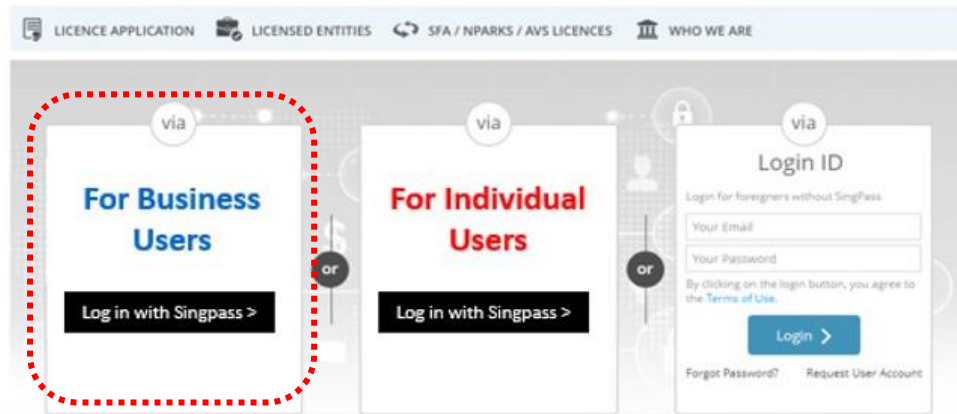 LICENCE APPLICATION LICENSED ENTITIES SFA / NPARKS / AVS LICENCES WHO WE ARE
via
For Business
Users
Log in with Singpass >
or
via
For Individual
Users
Log in with Singpass >
or
via
Login ID
Login for foreigners without SingPass
Your Email
Your Password
By clicking on the login button, you agree to
the Terms of Use.
Login >
Forgot Password? Request User Account